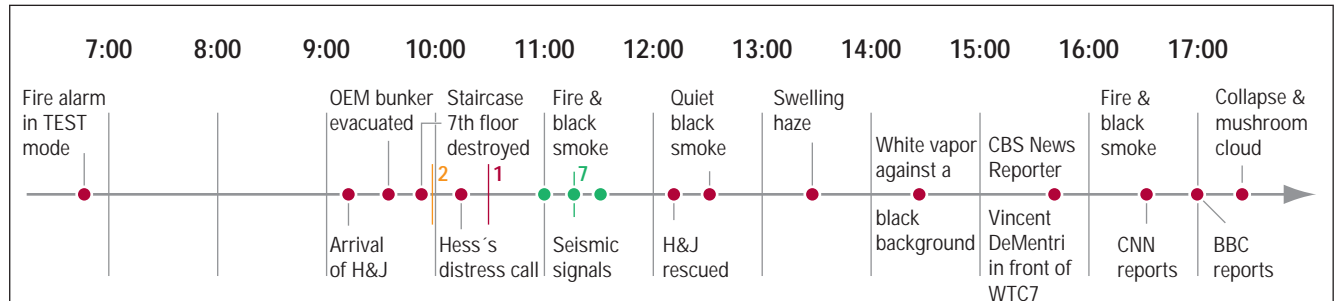 7:00 8:00 9:00 10:00 11:00 12:00 13:00 14:00 15:00 16:00 17:00
Fire alarm
in TEST
mode
OEM bunker
evacuated
Staircase
7th floor
destroyed
Fire &
black
smoke
Quiet
black
smoke
Swelling
haze
White vapor
against a
black
background
CBS News
Reporter
Vincent
DeMentri
in front of
WTC7
Fire &
black
smoke
Collapse &
mushroom
cloud
2
1
7
Arrival
of H&J
Hess´s
distress call
Seismic
signals
H&J
rescued
CNN
reports
BBC
reports